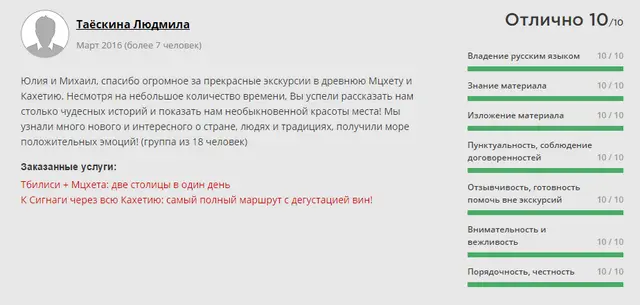 Таёскина Людмила
Март 2016 (более 7 человек)
Юлия и Михаил, спасибо огромное за прекрасные экскурсии в древнюю Мцхету и
Кахетию. Несмотря на небольшое количество времени, Вы успели рассказать нам
столько чудесных историй и показать нам необыкновенной красоты места! Мы
узнали много нового и интересного о стране, людях и традициях, получили море
положительных эмоций! (группа из 18 человек)
Заказанные услуги:
Тбилиси + Мцхета: две столицы в один день
К Сигнаги через всю Кахетию: самый полный маршрут с дегустацией вин!
Отлично 10/10
Владение русским языком 10 / 10
Знание материала 10 / 10
Изложение материала 10 / 10
Пунктуальность, соблюдение
договоренностей 10 / 10
Отзывчивость, готовность
помочь вне экскурсий 10 / 10
Внимательность и
вежливость 10 / 10
Порядочность, честность 10 / 10